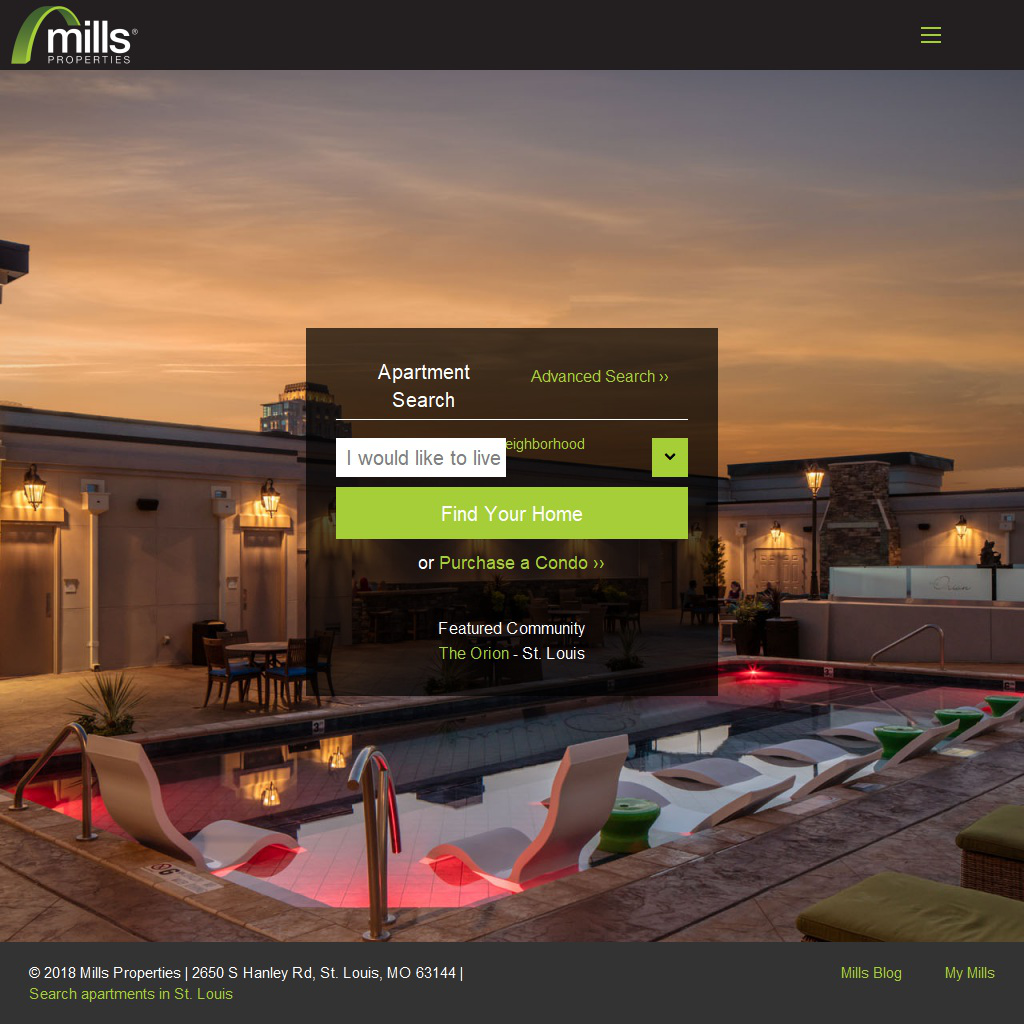 mills®
PROPERTIES
Apartment
Search
Advanced Search ››
I would like to live
eighborhood
Find Your Home
or Purchase a Condo ››
Featured Community
The Orion - St. Louis
Orion
© 2018 Mills Properties | 2650 S Hanley Rd, St. Louis, MO 63144 |
Search apartments in St. Louis
Mills Blog
My Mills